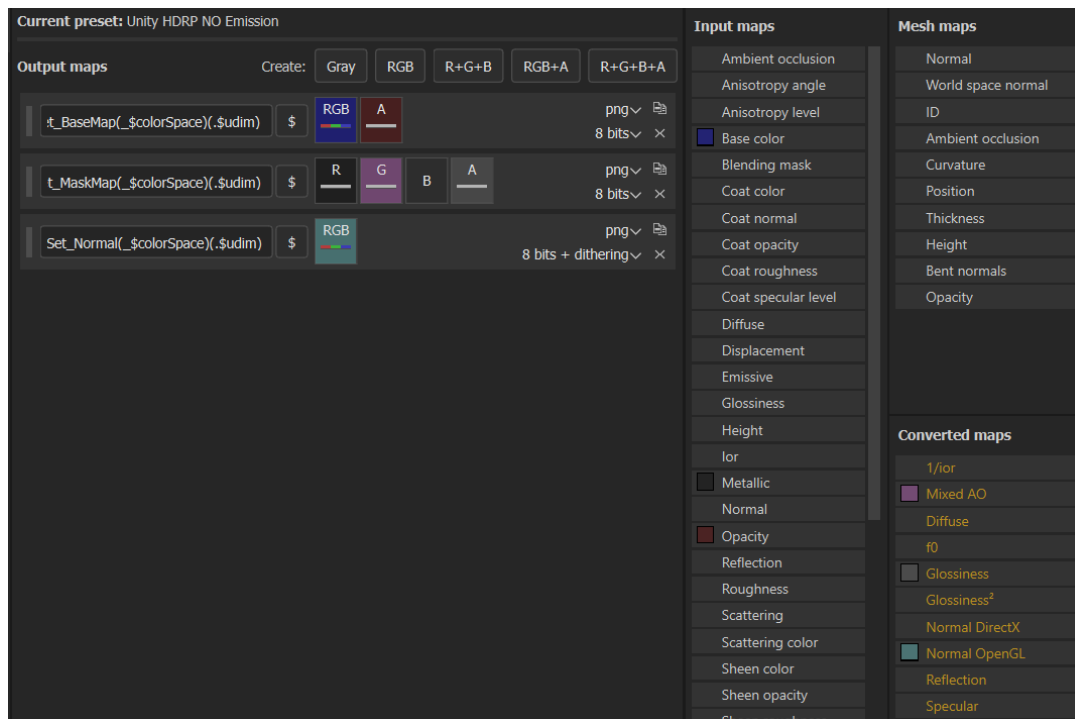 Current preset: Unity HDRP NO Emission
Output maps
Create:
Gray
RGB
R+G+B
RGB+A
R+G+B+A
t_BaseMap(_$colorSpace)(.$udim)
$
RGB
A
png
8 bits
t_MaskMap(_$colorSpace)(.$udim)
$
R
G
B
A
png
8 bits
Set_Normal(_$colorSpace)(.$udim)
$
RGB
png
8 bits + dithering
Input maps
Ambient occlusion
Anisotropy angle
Anisotropy level
Base color
Blending mask
Coat color
Coat normal
Coat opacity
Coat roughness
Coat specular level
Diffuse
Displacement
Emissive
Glossiness
Height
Ior
Metallic
Normal
Opacity
Reflection
Roughness
Scattering
Scattering color
Sheen color
Sheen opacity
Mesh maps
Normal
World space normal
ID
Ambient occlusion
Curvature
Position
Thickness
Height
Bent normals
Opacity
Converted maps
1/ior
Mixed AO
Diffuse
f0
Glossiness
Glossiness²
Normal DirectX
Normal OpenGL
Reflection
Specular